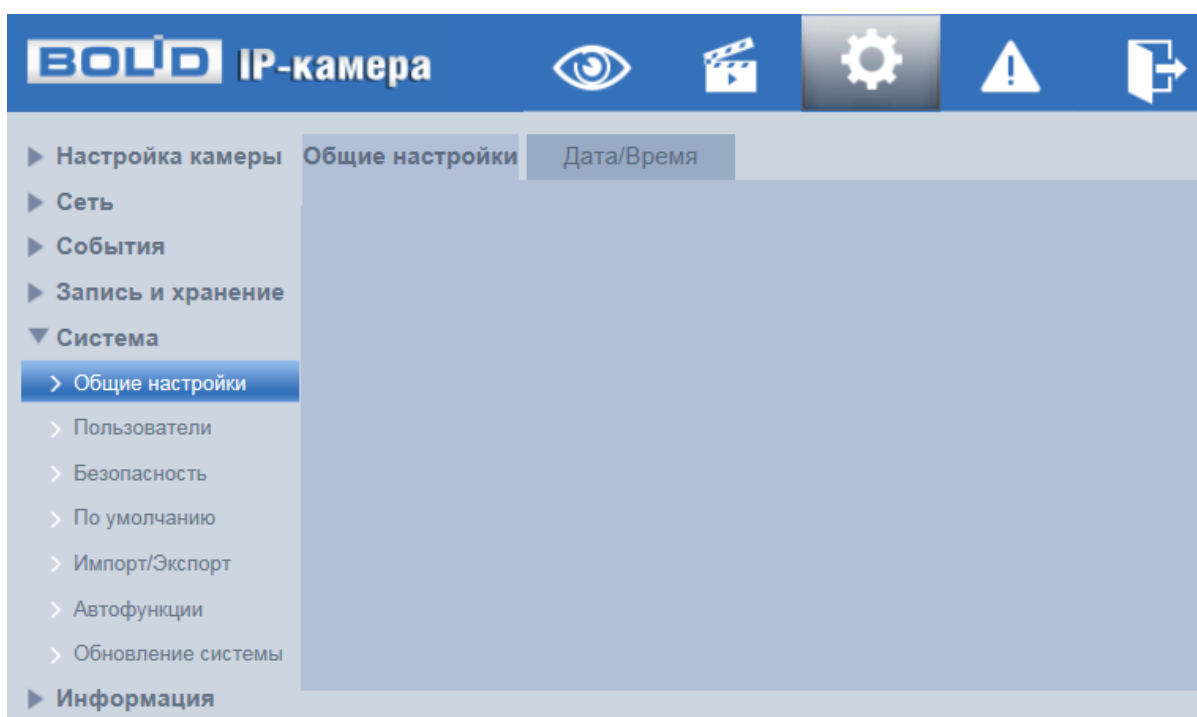 BOLID IP-камера
Настройка камеры
Общие настройки
Дата/Время
Сеть
События
Запись и хранение
Система
Общие настройки
Пользователи
Безопасность
По умолчанию
Импорт/Экспорт
Автофункции
Обновление системы
Информация